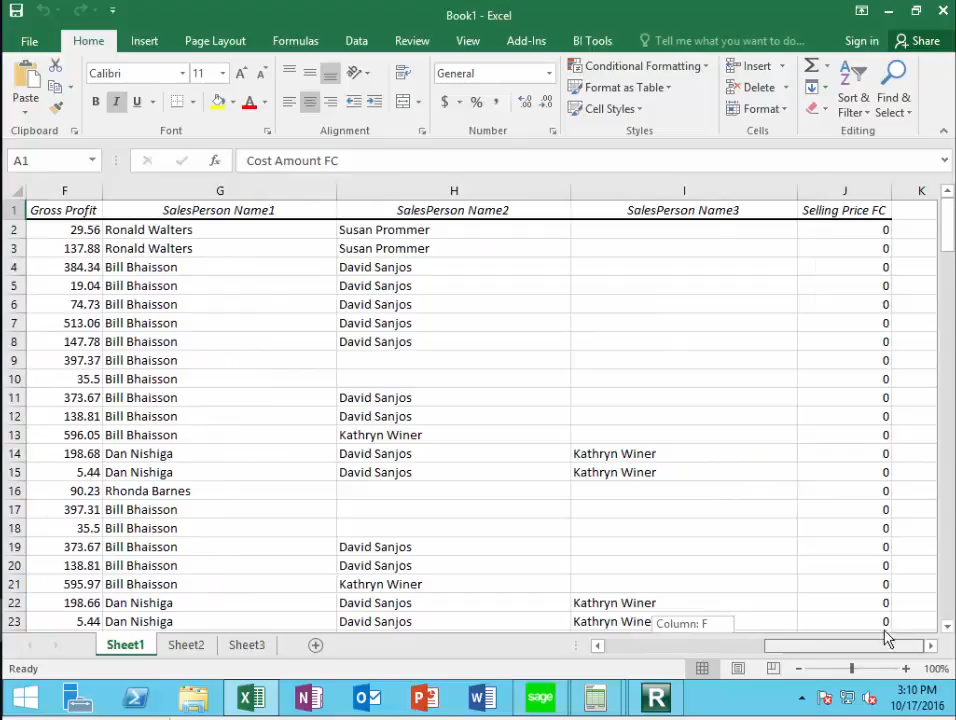 Book1 - Excel
File Home Insert Page Layout Formulas Data Review View Add-Ins BI Tools Tell me what you want to do... Sign in Share
Paste Calibri 11 General Conditional Formatting Insert
B I U $ % , Format as Table Delete Sort & Find &
Cell Styles Format Filter Select
Clipboard Font Alignment Number Styles Cells Editing
A1 fx Cost Amount FC
F G H I J K
1 Gross Profit SalesPerson Name1 SalesPerson Name2 SalesPerson Name3 Selling Price FC
2 29.56 Ronald Walters Susan Prommer 0
3 137.88 Ronald Walters Susan Prommer 0
4 384.34 Bill Bhaisson David Sanjos 0
5 19.04 Bill Bhaisson David Sanjos 0
6 74.73 Bill Bhaisson David Sanjos 0
7 513.06 Bill Bhaisson David Sanjos 0
8 147.78 Bill Bhaisson David Sanjos 0
9 397.37 Bill Bhaisson 0
10 35.5 Bill Bhaisson 0
11 373.67 Bill Bhaisson David Sanjos 0
12 138.81 Bill Bhaisson David Sanjos 0
13 596.05 Bill Bhaisson Kathryn Winer 0
14 198.68 Dan Nishiga David Sanjos Kathryn Winer 0
15 5.44 Dan Nishiga David Sanjos Kathryn Winer 0
16 90.23 Rhonda Barnes 0
17 397.31 Bill Bhaisson 0
18 35.5 Bill Bhaisson 0
19 373.67 Bill Bhaisson David Sanjos 0
20 138.81 Bill Bhaisson David Sanjos 0
21 595.97 Bill Bhaisson Kathryn Winer 0
22 198.66 Dan Nishiga David Sanjos Kathryn Winer 0
23 5.44 Dan Nishiga David Sanjos Kathryn Wine Column: F 0
Sheet1 Sheet2 Sheet3
Ready 100%
sage R 3:10 PM
10/17/2016